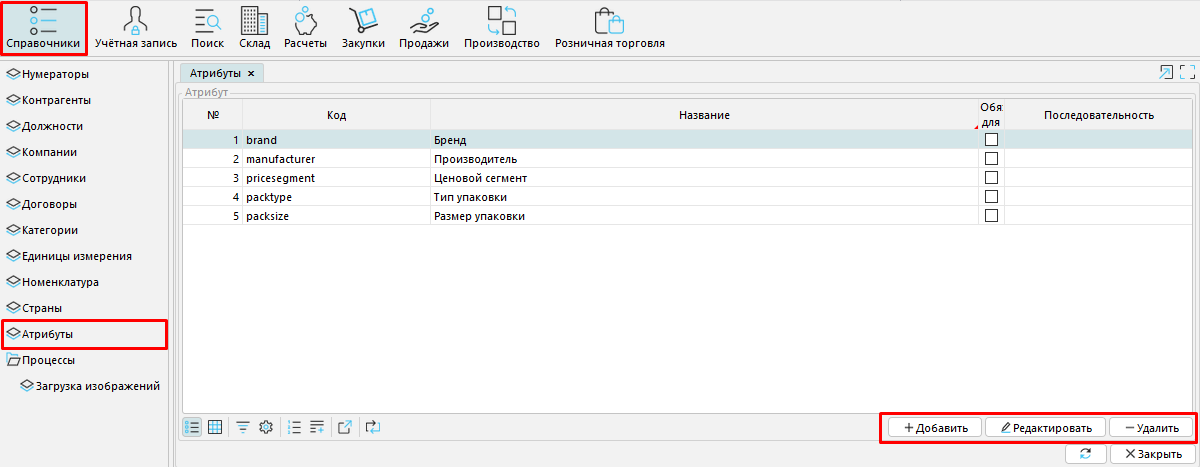 Справочники
Учётная запись
Поиск
Склад
Расчеты
Закупки
Продажи
Производство
Розничная торговля
Нумераторы
Контрагенты
Должности
Компании
Сотрудники
Договоры
Категории
Единицы измерения
Номенклатура
Страны
Атрибуты
Процессы
Загрузка изображений
Атрибуты ×
Атрибут
№ Код Название Обя: для Последовательность
1 brand Бренд
2 manufacturer Производитель
3 pricesegment Ценовой сегмент
4 packtype Тип упаковки
5 packsize Размер упаковки
Добавить Редактировать Удалить
Закрыть